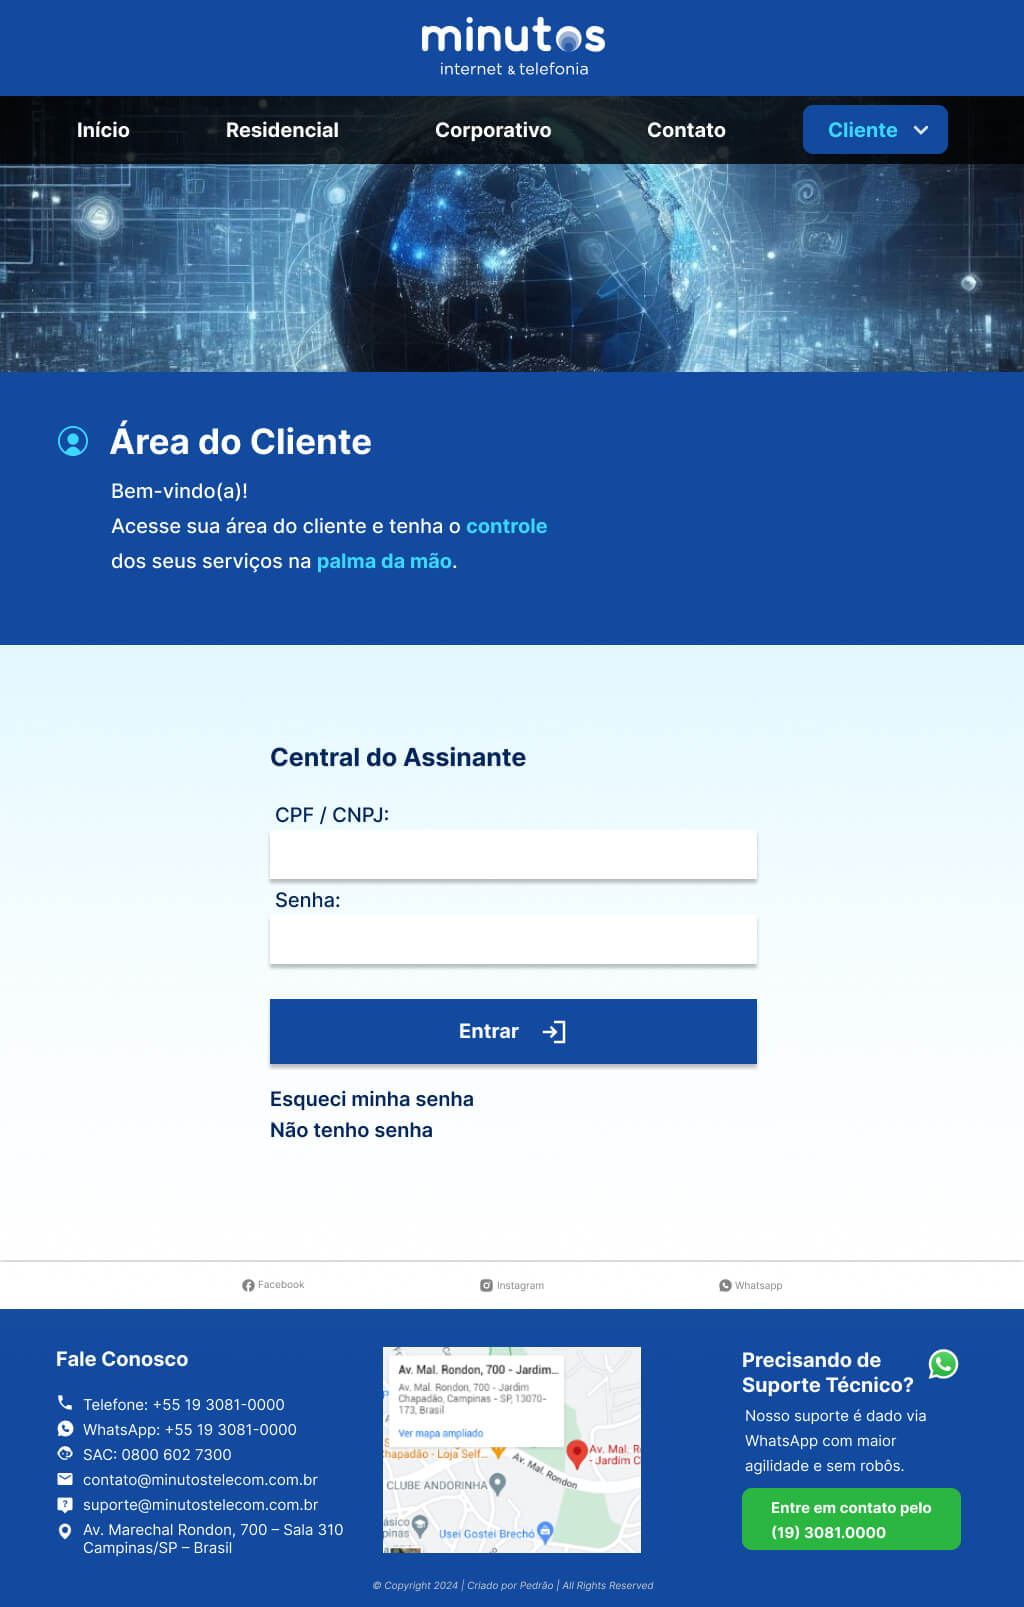 minutos
internet & telefonia
Início Residencial Corporativo Contato Cliente
Área do Cliente
Bem-vindo(a)!
Acesse sua área do cliente e tenha o controle
dos seus serviços na palma da mão.
Central do Assinante
CPF / CNPJ:
Senha:
Entrar
Esqueci minha senha
Não tenho senha
Facebook Instagram Whatsapp
Fale Conosco
Telefone: +55 19 3081-0000
WhatsApp: +55 19 3081-0000
SAC: 0800 602 7300
contato@minutostelecom.com.br
suporte@minutostelecom.com.br
Av. Marechal Rondon, 700 – Sala 310
Campinas/SP – Brasil
Av. Mal. Rondon, 700 - Jardim...
Av. Mal. Rondon, 700 - Jardim
Chapadão, Campinas - SP, 13070-
173, Brasil
Ver mapa ampliado
Chapadão - Loja Self...
Av. Mal. R
- Jardim C
Av. Mal. Rondon
CLUBE ANDORINHA
ásico
pinas
Usei Gostei Brechó
Precisando de
Suporte Técnico?
Nosso suporte é dado via
WhatsApp com maior
agilidade e sem robôs.
Entre em contato pelo
(19) 3081.0000
© Copyright 2024 | Criado por Pedrão | All Rights Reserved